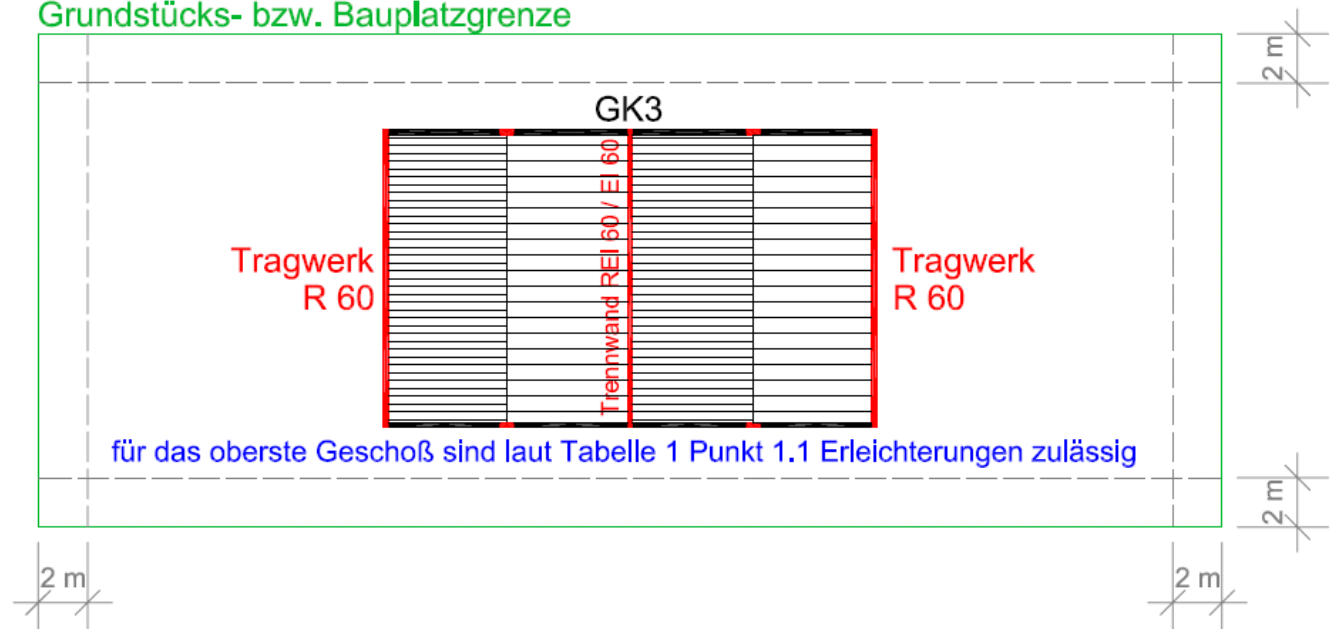 Grundstücks- bzw. Bauplatzgrenze
2 m
GK3
Trennwand REI 60 / EI 60
Tragwerk
R 60
Tragwerk
R 60
für das oberste Geschoß sind laut Tabelle 1 Punkt 1.1 Erleichterungen zulässig
2 m
2 m
2 m